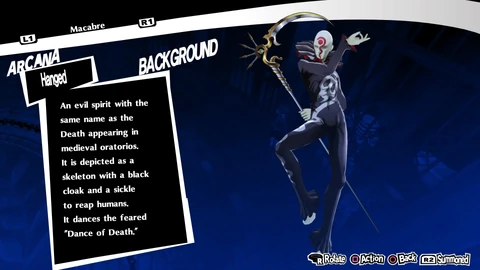 L1 Macabre R1
ARCANA
Hanged
BACKGROUND
An evil spirit with the
same name as the
Death appearing in
medieval oratorios.
It is depicted as a
skeleton with a black
cloak and a sickle
to reap humans.
It dances the feared
"Dance of Death."
R Rotate Action Back R2 Summoned